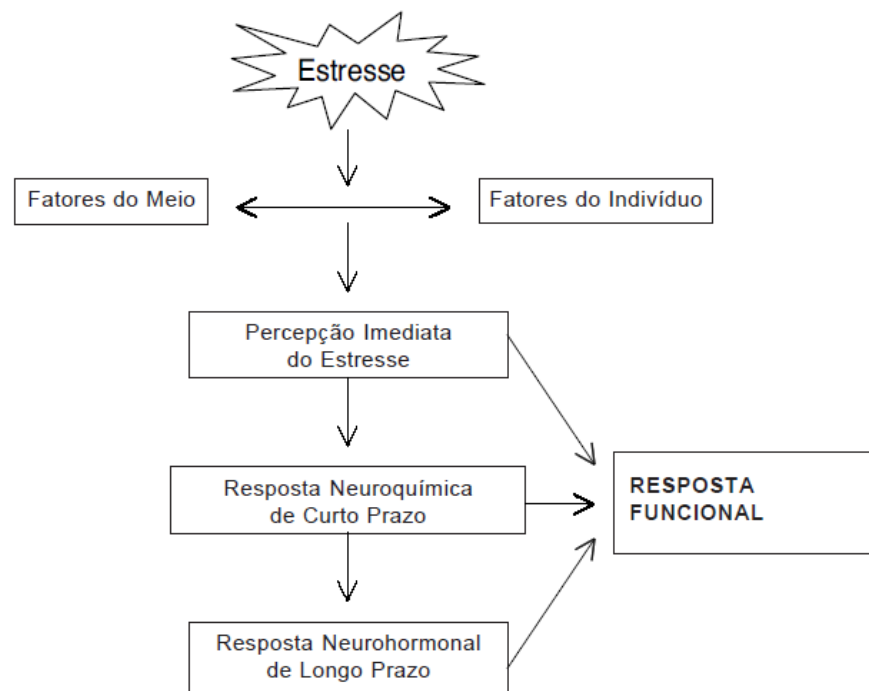 Estresse
Fatores do Meio
Fatores do Indivíduo
Percepção Imediata
do Estresse
Resposta Neuroquímica
de Curto Prazo
RESPOSTA
FUNCIONAL
Resposta Neurohormonal
de Longo Prazo